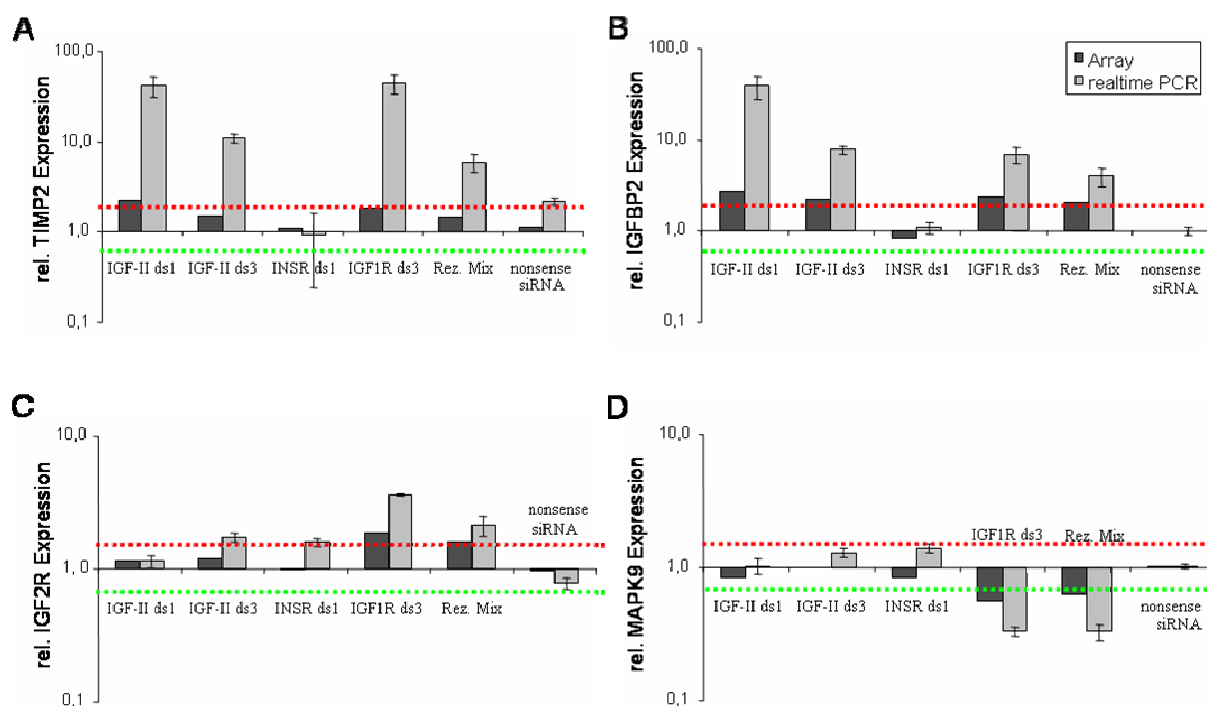 A
rel. TIMP2 Expression
100,0
10,0
1,0
0,1
IGF-II ds1
IGF-II ds3
INSR ds1
IGF1R ds3
Rez. Mix
nonsense
siRNA
B
rel. IGFBP2 Expression
100,0
10,0
1,0
0,1
Array
realtime PCR
IGF-II ds1
IGF-II ds3
INSR ds1
IGF1R ds3
Rez. Mix
nonsense
siRNA
C
rel. IGF2R Expression
10,0
1,0
0,1
nonsense
siRNA
IGF-II ds1
IGF-II ds3
INSR ds1
IGF1R ds3
Rez. Mix
D
rel. MAPK9 Expression
10,0
1,0
0,1
IGF1R ds3
Rez. Mix
IGF-II ds1
IGF-II ds3
INSR ds1
nonsense
siRNA